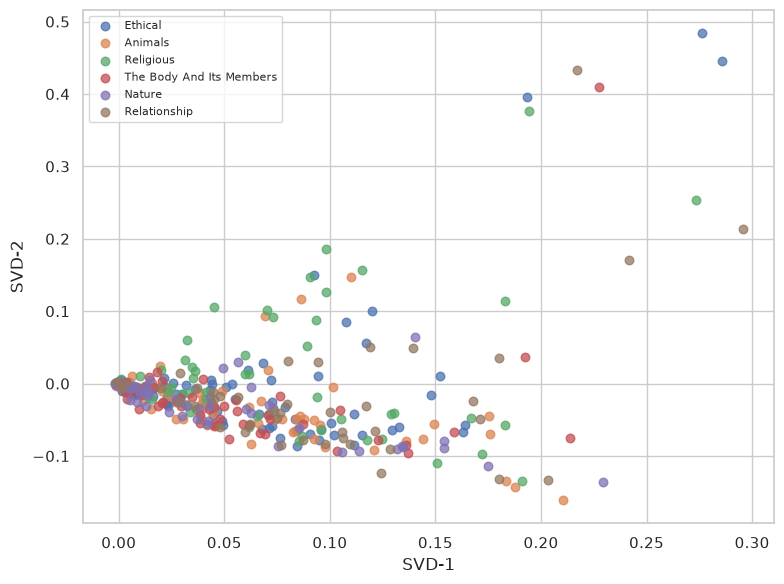 Ethical
Animals
Religious
The Body And Its Members
Nature
Relationship
0.5
0.4
0.3
0.2
0.1
0.0
−0.1
SVD-2
0.00 0.05 0.10 0.15 0.20 0.25 0.30
SVD-1